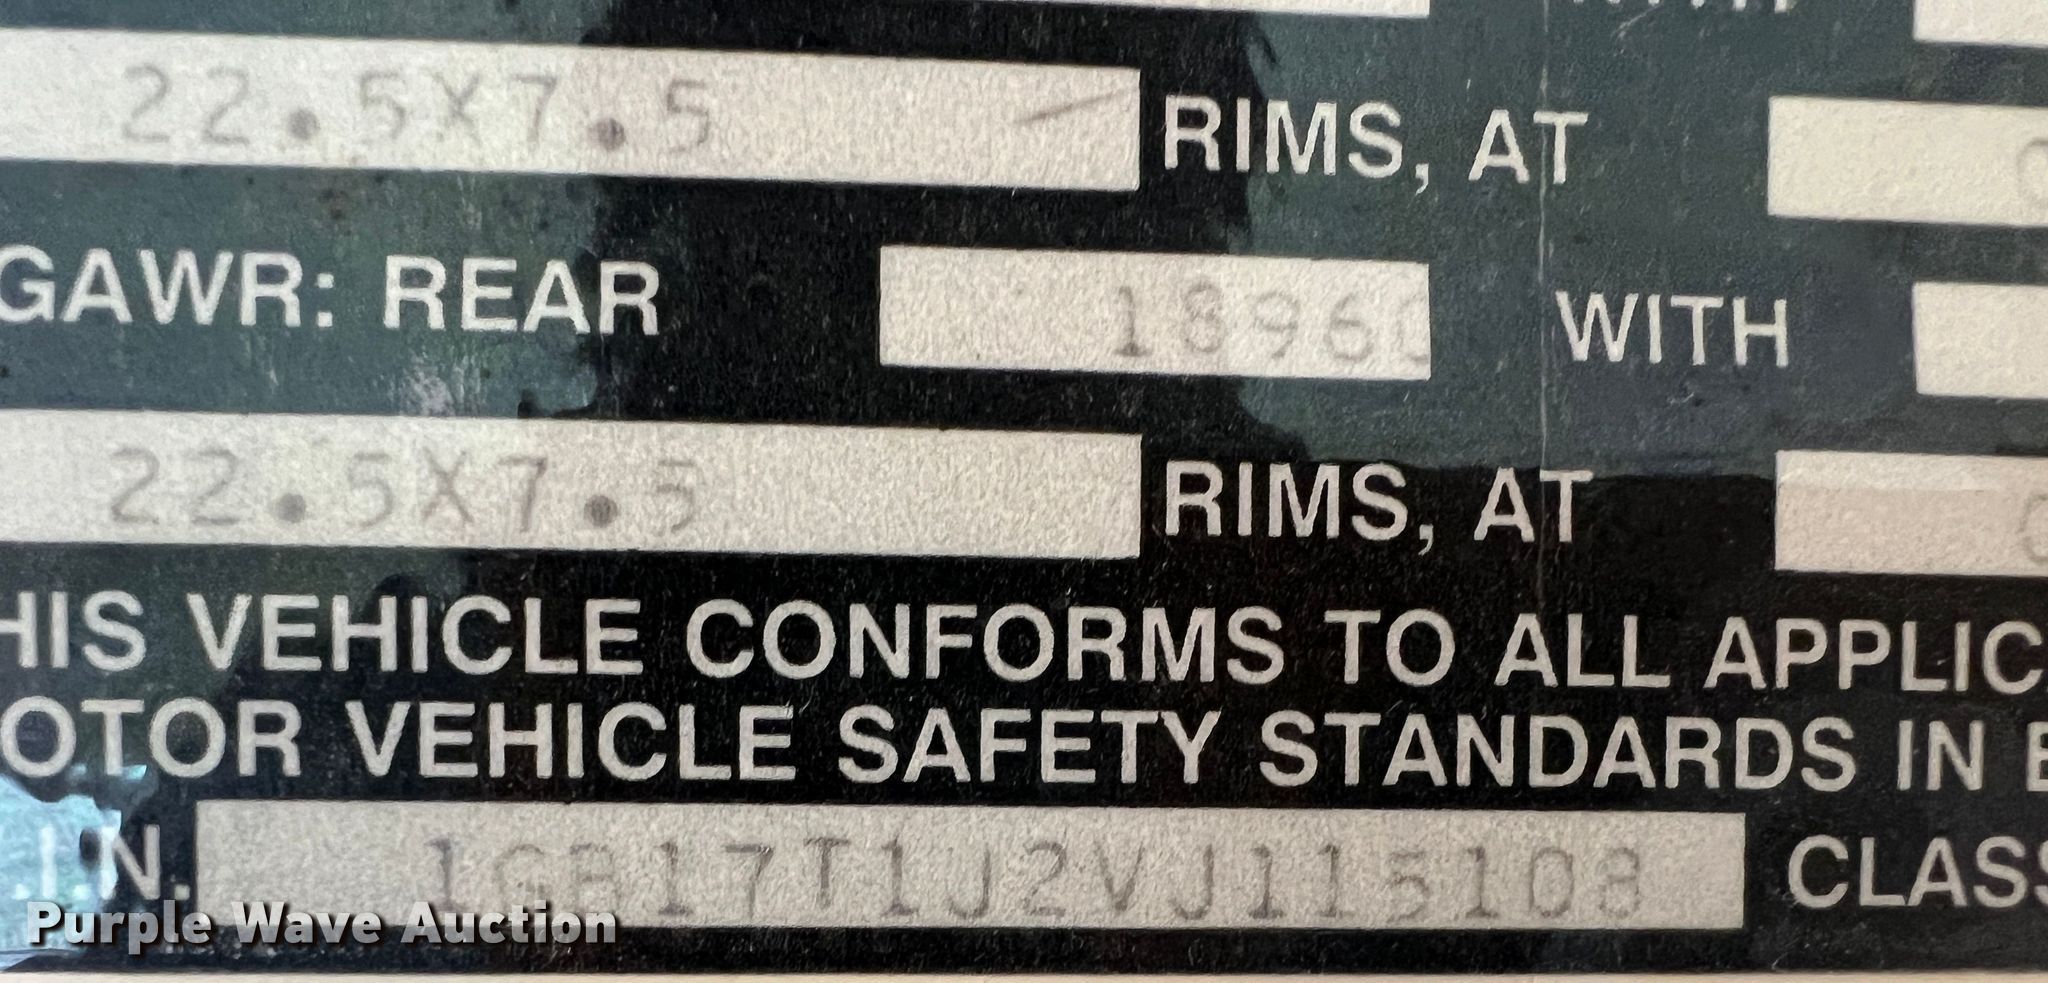 22.5X7.5 RIMS, AT
GAWR: REAR 18960 WITH
22.5X7.5 RIMS, AT
HIS VEHICLE CONFORMS TO ALL APPLIC
OTOR VEHICLE SAFETY STANDARDS IN
.I.N. 1GB17T1J2VJ115108 CLASS
Purple Wave Auction